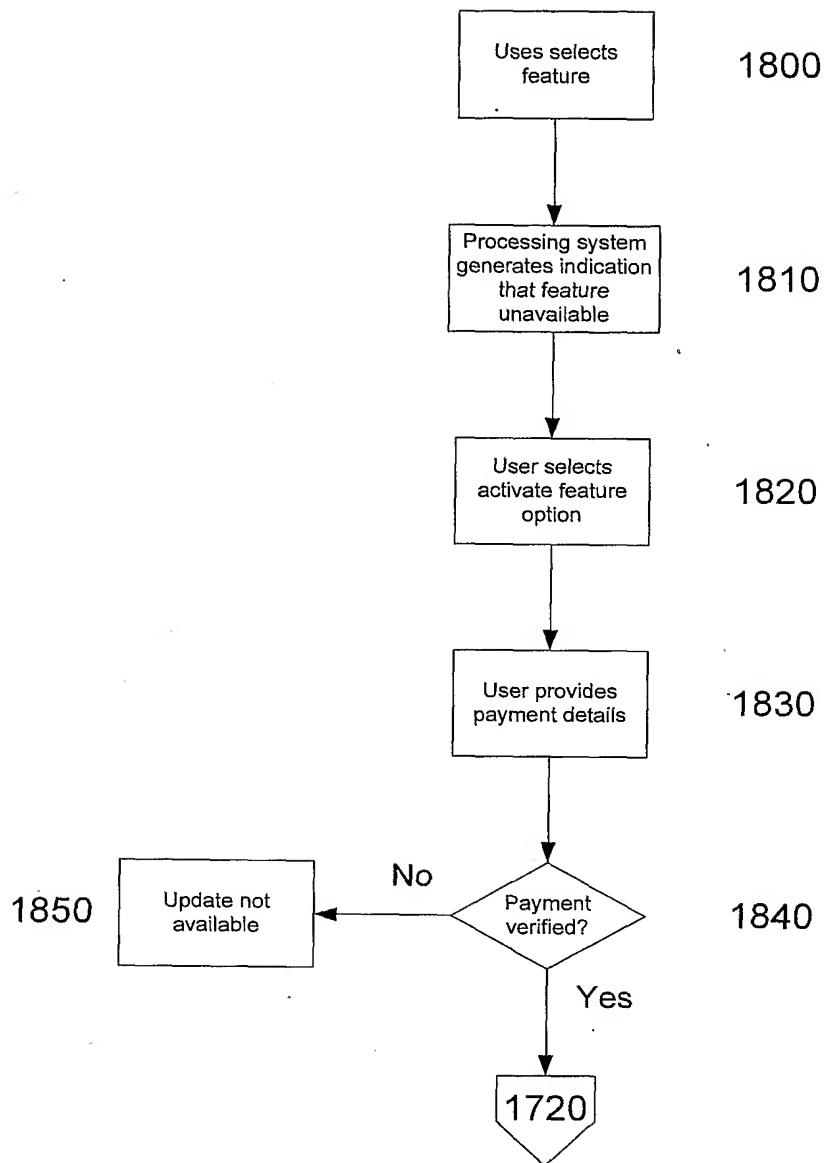 Uses selects
feature
1800
Processing system
generates indication
that feature
unavailable
1810
User selects
activate feature
option
1820
User provides
payment details
1830
Payment
verified?
1840
No
Update not
available
1850
Yes
1720